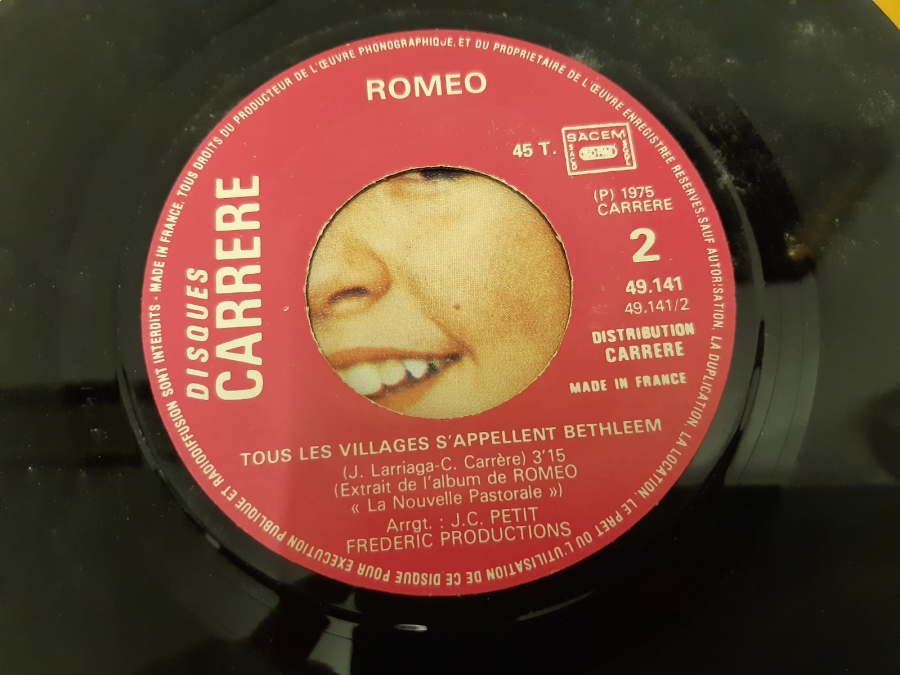 ROMEO
45 T.
SACEM
SACD
SDRM
(P) 1975
CARRERE
2
49.141
49.141/2
DISTRIBUTION
CARRERE
MADE IN FRANCE
DISQUES
CARRERE
TOUS LES VILLAGES S'APPELLENT BETHLEEM
(J. Larriaga-C. Carrère) 3'15
(Extrait de l'album de ROMEO
« La Nouvelle Pastorale »)
Arrgt. : J.C. PETIT
FREDERIC PRODUCTIONS
MADE IN FRANCE. TOUS DROITS DU PRODUCTEUR DE L'ŒUVRE PHONOGRAPHIQUE, ET DU PROPRIETAIRE DE L'ŒUVRE ENREGISTREE RESERVES. SAUF AUTORISATION, LA DUPLICATION, LA LOCATION, LE PRET OU L'UTILISATION DE CE DISQUE POUR EXECUTION PUBLIQUE ET RADIODIFFUSION SONT INTERDITS -